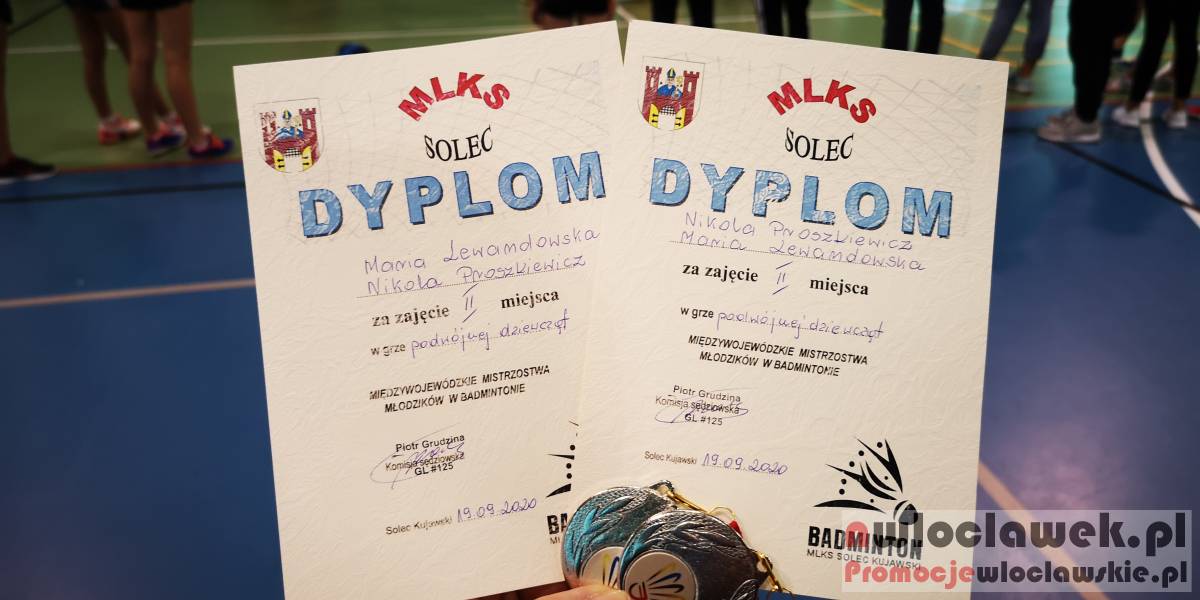 MLKS
SOLEC
DYPLOM
Maria Lewandowska
Nikola Proszkiewicz
za zajęcie II miejsca
w grze podwójnej dziewcząt
MIĘDZYWOJEWÓDZKIE MISTRZOSTWA
MŁODZIKÓW W BADMINTONIE
Piotr Grudzina
Komisja sędziowska
GL #125
Solec Kujawski 19.09.2020
MLKS
SOLEC
DYPLOM
Nikola Proszkiewicz
Maria Lewandowska
za zajęcie II miejsca
w grze podwójnej dziewcząt
MIĘDZYWOJEWÓDZKIE MISTRZOSTWA
MŁODZIKÓW W BADMINTONIE
Piotr Grudzina
Komisja sędziowska
GL #125
Solec Kujawski 19.09.2020
BADMINTON
MLKS SOLEC KUJAWSKI
q4wloclawek.pl
Promocjewloclawskie.pl